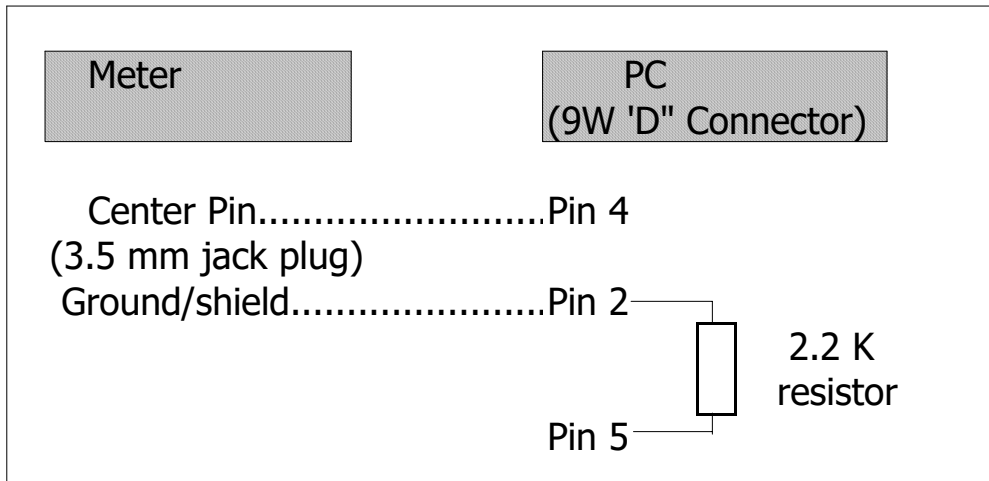 Meter
PC
(9W 'D" Connector)
Center Pin..........................Pin 4
(3.5 mm jack plug)
Ground/shield.......................Pin 2
2.2 K
resistor
Pin 5